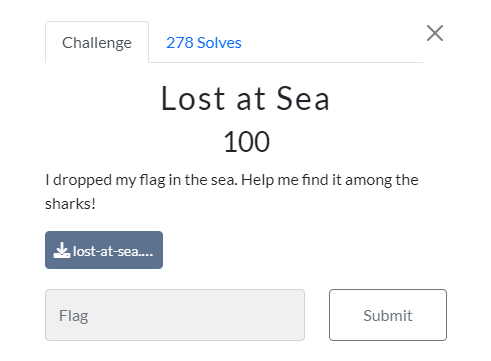 Challenge
278 Solves
Lost at Sea
100
I dropped my flag in the sea. Help me find it among the
sharks!
lost-at-sea....
Flag
Submit